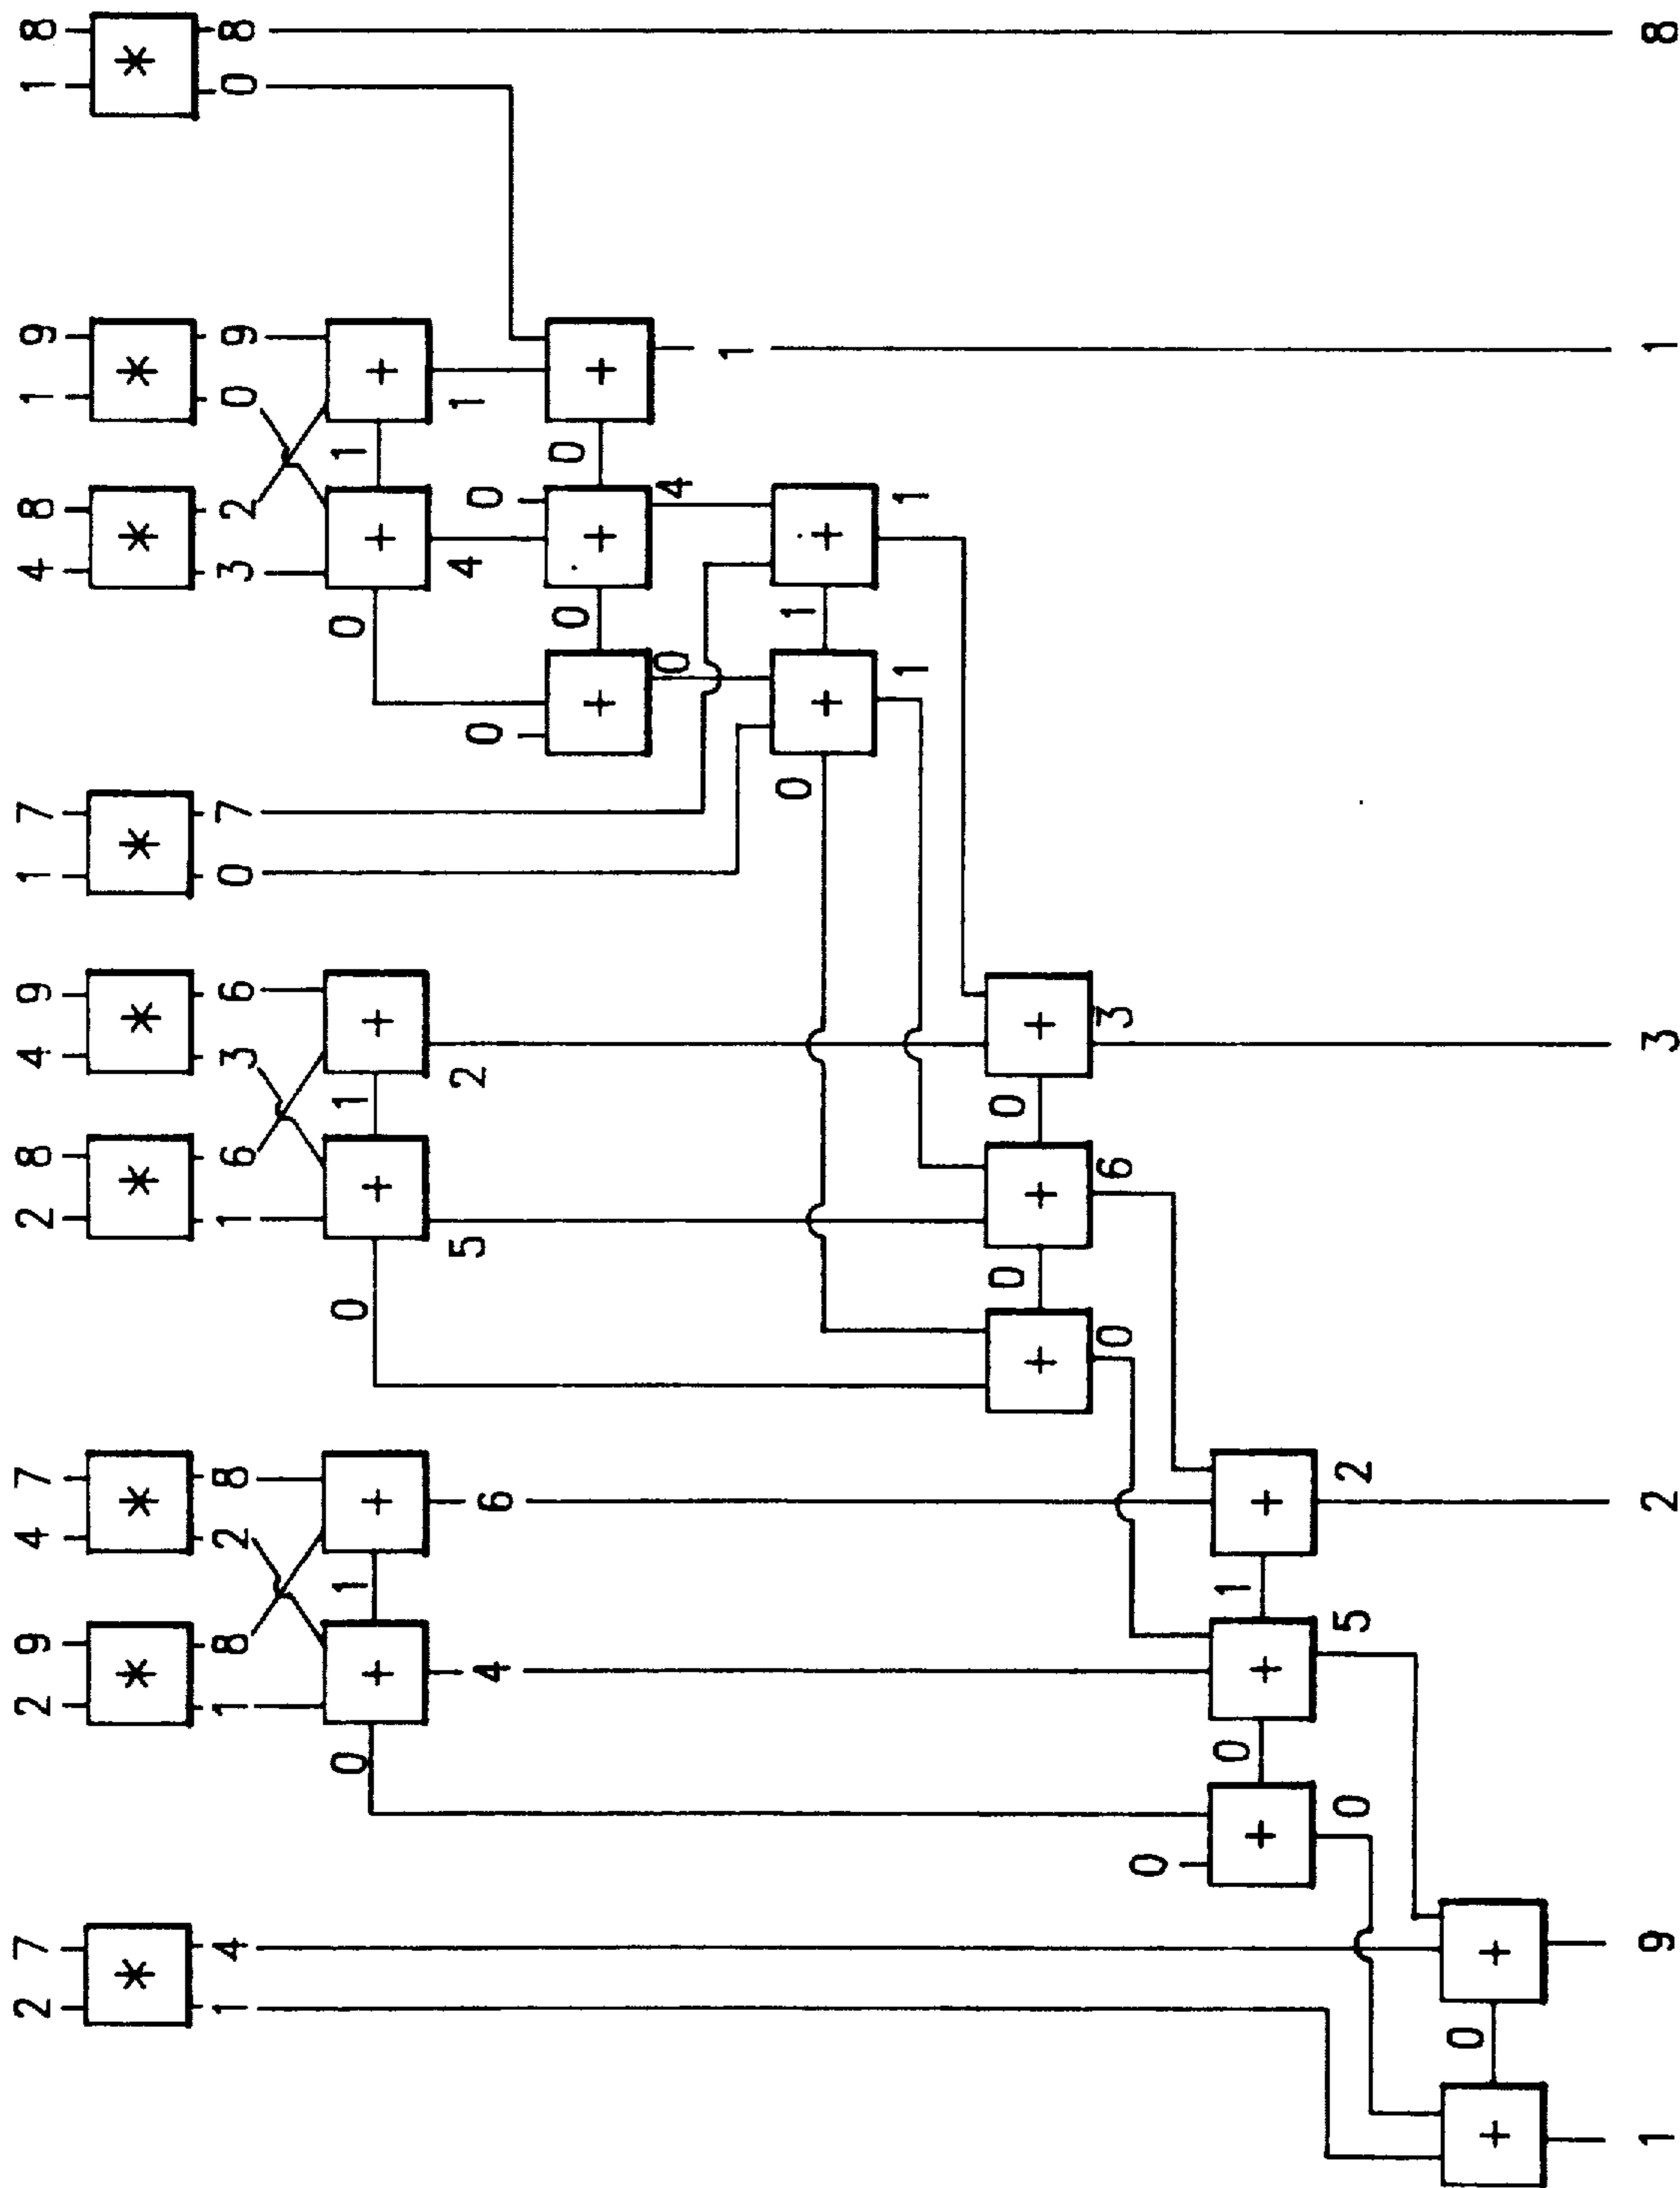 2 7 2 9 4 7 2 8 4 9 1 7 4 8 1 9 1 8
* * * * * * * * *
1 4 1 8 2 8 1 6 3 6 0 7 3 2 0 9 0 8
0 1 0 1 0 1
+ + + + + +
4 6 5 2 4 1
0 0
0 0
+ + +
0 4 1
0 1
+ +
1 1
0 0
+ + +
0 6 3
0
0 1
+ + +
0 5 2
0
+ +
1 9 2 3 1 8